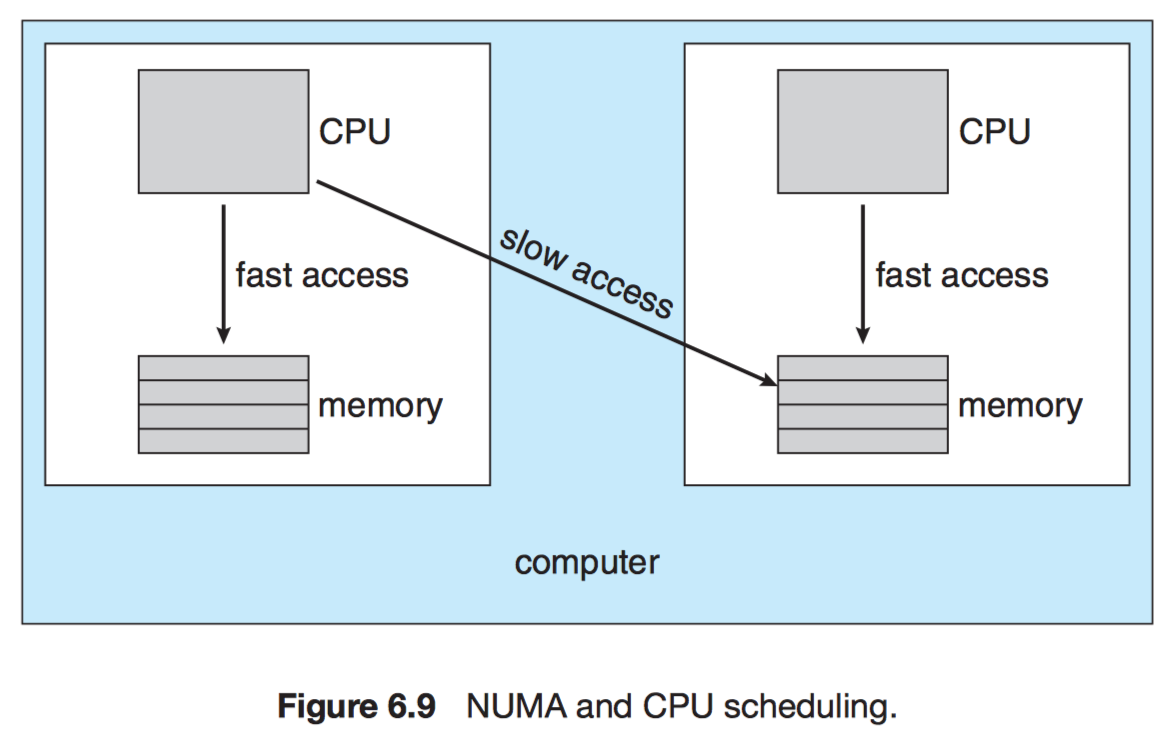 CPU
CPU
slow access
fast access
fast access
memory
memory
computer
Figure 6.9 NUMA and CPU scheduling.